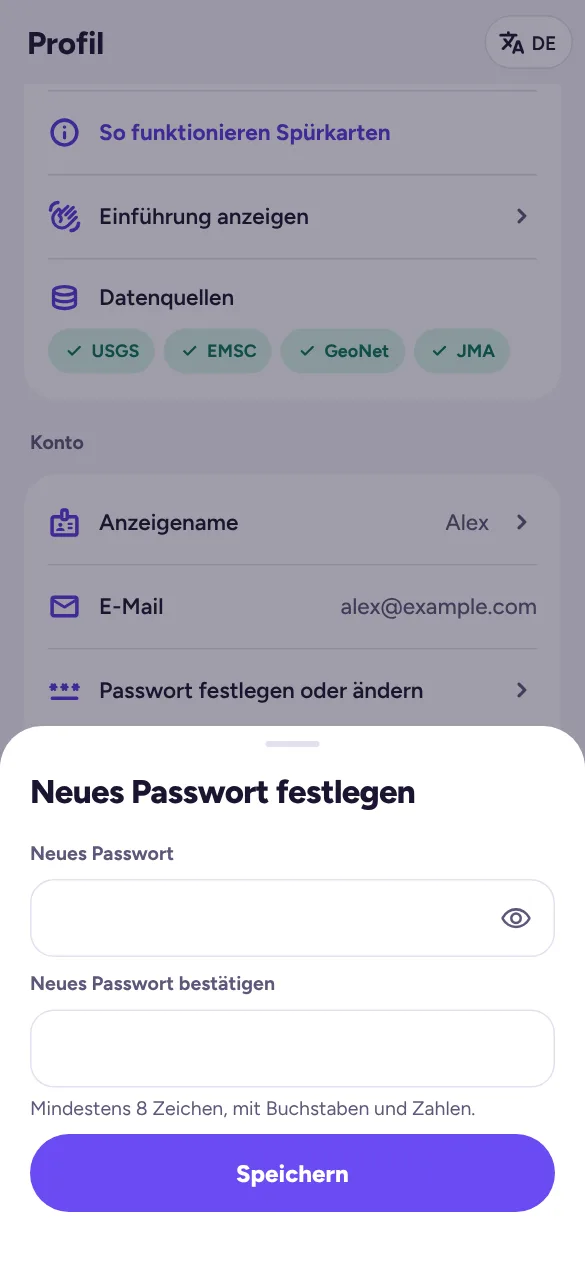 Profil
DE
So funktionieren Spürkarten
Einführung anzeigen
Datenquellen
USGS EMSC GeoNet JMA
Konto
Anzeigename Alex
E-Mail alex@example.com
Passwort festlegen oder ändern
Neues Passwort festlegen
Neues Passwort
Neues Passwort bestätigen
Mindestens 8 Zeichen, mit Buchstaben und Zahlen.
Speichern